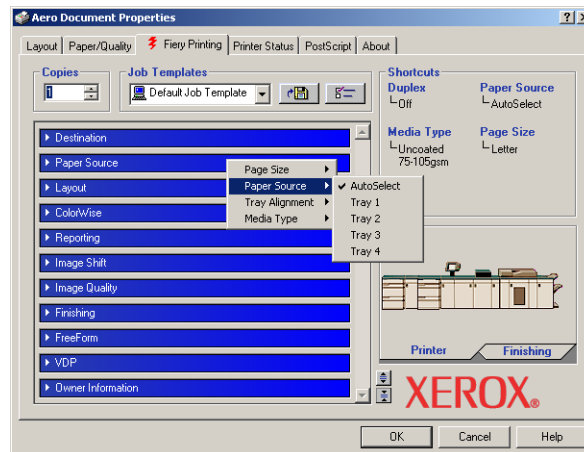 Aero Document Properties
Layout Paper/Quality Fiery Printing Printer Status PostScript About
Copies
1
Job Templates
Default Job Template
Destination
Paper Source
Layout
ColorWise
Reporting
Image Shift
Image Quality
Finishing
FreeForm
VDP
Owner Information
Page Size
Paper Source
Tray Alignment
Media Type
AutoSelect
Tray 1
Tray 2
Tray 3
Tray 4
Shortcuts
Duplex
Off
Paper Source
AutoSelect
Media Type
Uncoated
75-105gsm
Page Size
Letter
Printer Finishing
XEROX®
OK Cancel Help